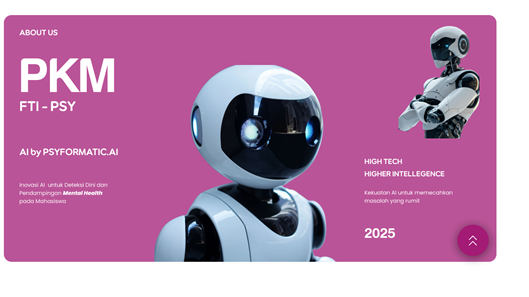 ABOUT US
PKM
FTI - PSY
AI by PSYFORMATIC.AI
Inovasi AI untuk Deteksi Dini dan
Pendampingan Mental Health
pada Mahasiswa
HIGH TECH
HIGHER INTELLEGENCE
Kekuatan AI untuk memecahkan
masalah yang rumit
2025